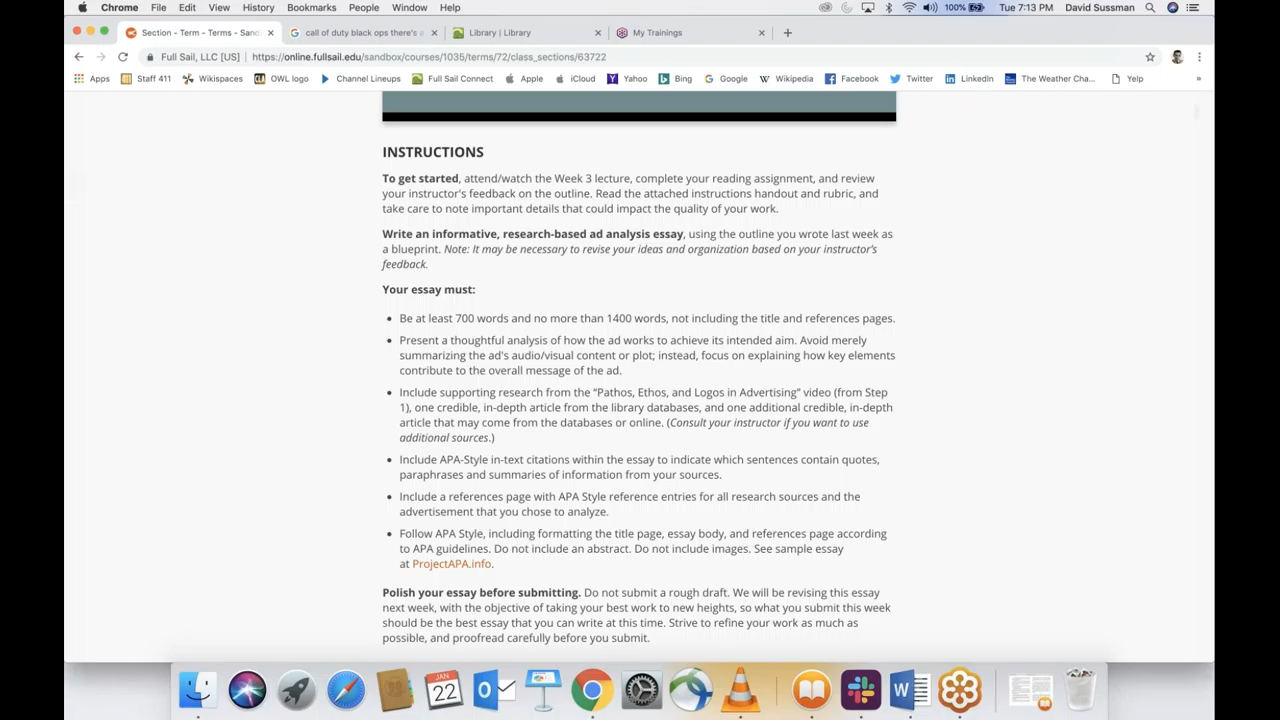 Chrome File Edit View History Bookmarks People Window Help 100% Tue 7:13 PM David Sussman
Section - Term - Terms - Sand call of duty black ops there's a Library | Library My Trainings
Full Sail, LLC [US] https://online.fullsail.edu/sandbox/courses/1035/terms/72/class_sections/63722
Apps Staff 411 Wikispaces OWL logo Channel Lineups Full Sail Connect Apple iCloud Yahoo Bing Google Wikipedia Facebook Twitter LinkedIn The Weather Cha... Yelp »
INSTRUCTIONS
To get started, attend/watch the Week 3 lecture, complete your reading assignment, and review
your instructor's feedback on the outline. Read the attached instructions handout and rubric, and
take care to note important details that could impact the quality of your work.
Write an informative, research-based ad analysis essay, using the outline you wrote last week as
a blueprint. Note: It may be necessary to revise your ideas and organization based on your instructor's
feedback.
Your essay must:
• Be at least 700 words and no more than 1400 words, not including the title and references pages.
• Present a thoughtful analysis of how the ad works to achieve its intended aim. Avoid merely
summarizing the ad's audio/visual content or plot; instead, focus on explaining how key elements
contribute to the overall message of the ad.
• Include supporting research from the “Pathos, Ethos, and Logos in Advertising” video (from Step
1), one credible, in-depth article from the library databases, and one additional credible, in-depth
article that may come from the databases or online. (Consult your instructor if you want to use
additional sources.)
• Include APA-Style in-text citations within the essay to indicate which sentences contain quotes,
paraphrases and summaries of information from your sources.
• Include a references page with APA Style reference entries for all research sources and the
advertisement that you chose to analyze.
• Follow APA Style, including formatting the title page, essay body, and references page according
to APA guidelines. Do not include an abstract. Do not include images. See sample essay
at ProjectAPA.info.
Polish your essay before submitting. Do not submit a rough draft. We will be revising this essay
next week, with the objective of taking your best work to new heights, so what you submit this week
should be the best essay that you can write at this time. Strive to refine your work as much as
possible, and proofread carefully before you submit.
JAN
22